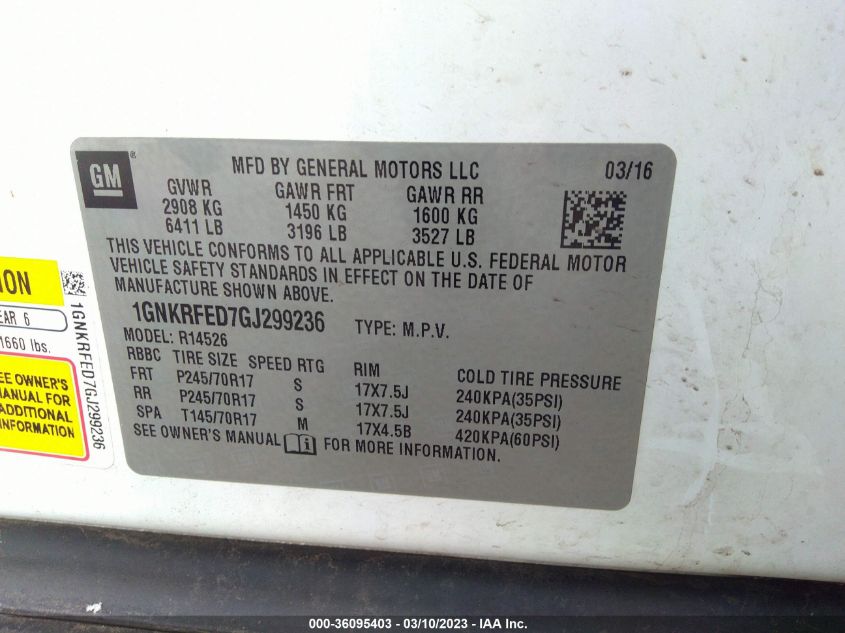 GM ®
MFD BY GENERAL MOTORS LLC 03/16
GVWR GAWR FRT GAWR RR
2908 KG 1450 KG 1600 KG
6411 LB 3196 LB 3527 LB
THIS VEHICLE CONFORMS TO ALL APPLICABLE U.S. FEDERAL MOTOR
VEHICLE SAFETY STANDARDS IN EFFECT ON THE DATE OF
MANUFACTURE SHOWN ABOVE.
1GNKRFED7GJ299236 TYPE: M.P.V.
MODEL: R14526
RBBC TIRE SIZE SPEED RTG RIM COLD TIRE PRESSURE
FRT P245/70R17 S 17X7.5J 240KPA(35PSI)
RR P245/70R17 S 17X7.5J 240KPA(35PSI)
SPA T145/70R17 M 17X4.5B 420KPA(60PSI)
SEE OWNER'S MANUAL i FOR MORE INFORMATION.
ION
EAR 6
1660 lbs.
EE OWNER'S
MANUAL FOR
ADDITIONAL
INFORMATION
1GNKRFED7GJ299236
000-36095403 - 03/10/2023 - IAA Inc.